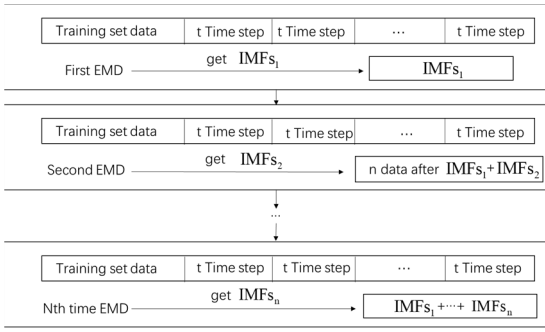 Training set data t Time step t Time step ... t Time step
get IMFs₁
First EMD IMFs₁
Training set data t Time step t Time step ... t Time step
get IMFs₂
Second EMD n data after IMFs₁+IMFs₂
...
Training set data t Time step t Time step ... t Time step
get IMFsₙ
Nth time EMD IMFs₁+···+ IMFsₙ